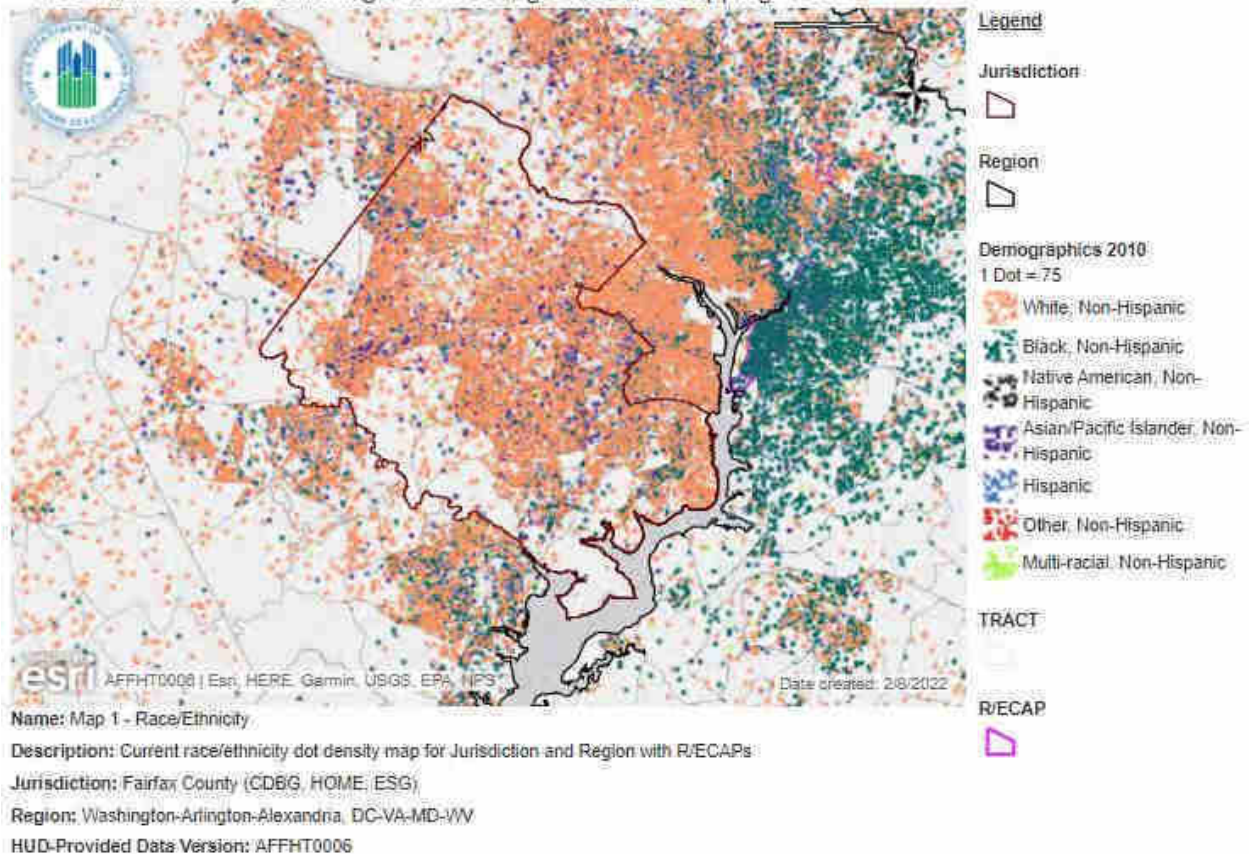 Legend
Jurisdiction
Region
Demographics 2010
1 Dot = 75
White, Non-Hispanic
Black, Non-Hispanic
Native American, Non-
Hispanic
Asian/Pacific Islander, Non-
Hispanic
Hispanic
Other, Non-Hispanic
Multi-racial, Non-Hispanic
TRACT
R/ECAP
esri AFFHT0006 | Esri, HERE, Garmin, USGS, EPA, NPS
Date created: 2/8/2022
Name: Map 1 - Race/Ethnicity
Description: Current race/ethnicity dot density map for Jurisdiction and Region with R/ECAPs
Jurisdiction: Fairfax County (CDBG, HOME, ESG)
Region: Washington-Arlington-Alexandria, DC-VA-MD-WV
HUD-Provided Data Version: AFFHT0006